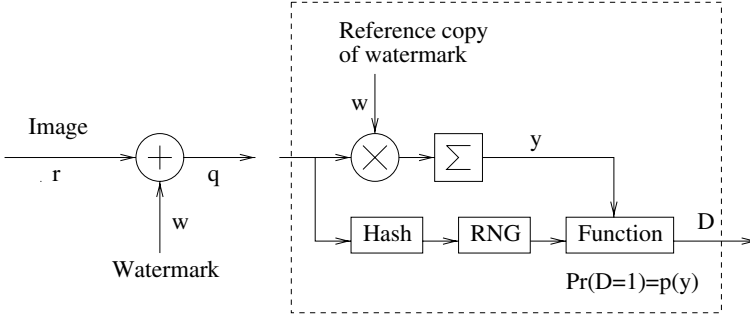 Reference copy
of watermark
w
Image
r
+
q
w
Watermark
×
Σ
y
Hash
RNG
Function
D
Pr(D=1)=p(y)